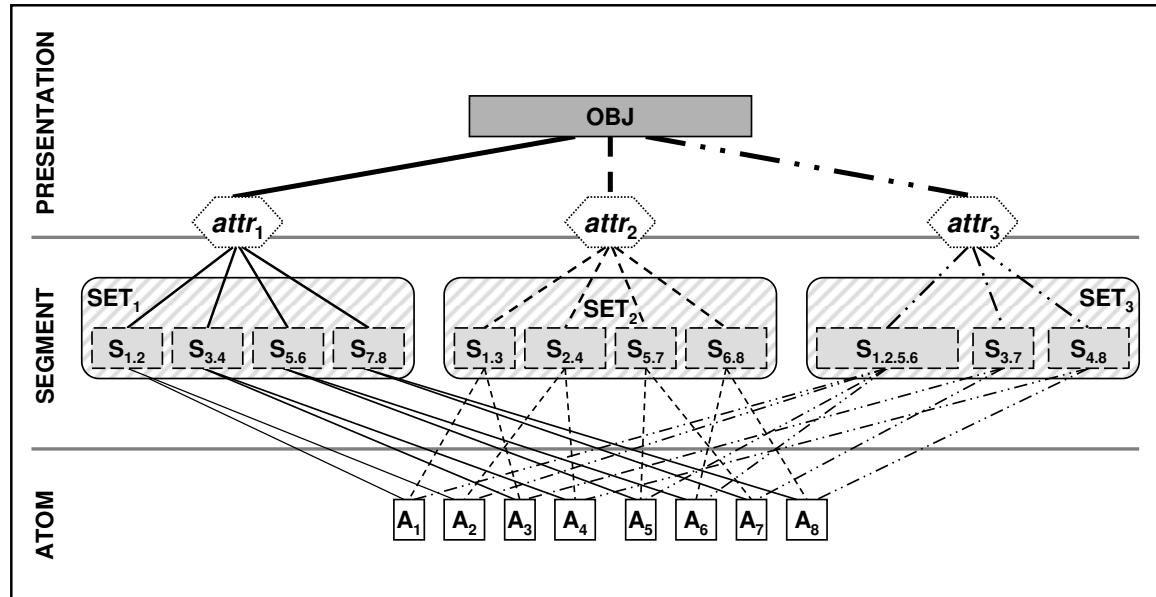 PRESENTATION
OBJ
attr₁ attr₂ attr₃
SEGMENT
SET₁ SET₂ SET₃
S₁.₂ S₃.₄ S₅.₆ S₇.₈ S₁.₃ S₂.₄ S₅.₇ S₆.₈ S₁.₂.₅.₆ S₃.₇ S₄.₈
ATOM
A₁ A₂ A₃ A₄ A₅ A₆ A₇ A₈